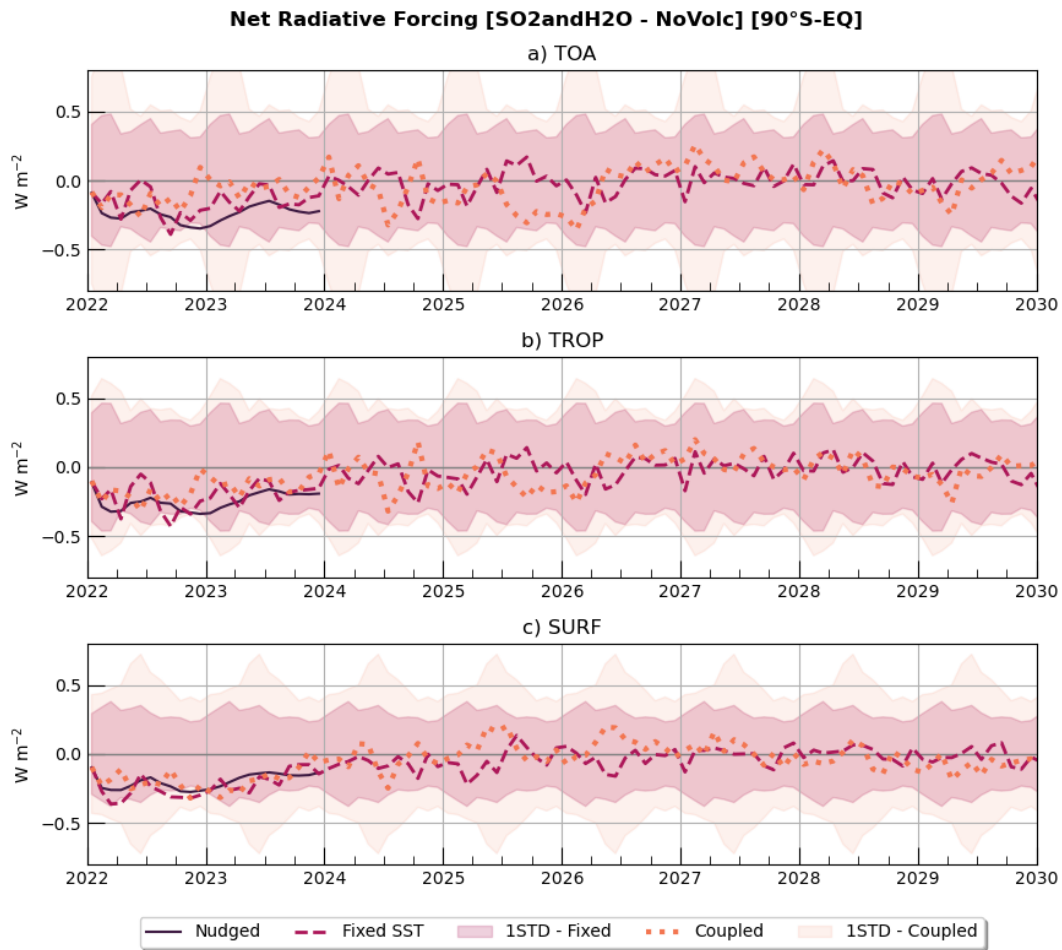 Net Radiative Forcing [SO2andH2O - NoVolc] [90°S-EQ]
a) TOA
W m⁻²
0.5
0.0
−0.5
2022 2023 2024 2025 2026 2027 2028 2029 2030
b) TROP
W m⁻²
0.5
0.0
−0.5
2022 2023 2024 2025 2026 2027 2028 2029 2030
c) SURF
W m⁻²
0.5
0.0
−0.5
2022 2023 2024 2025 2026 2027 2028 2029 2030
Nudged Fixed SST 1STD - Fixed Coupled 1STD - Coupled